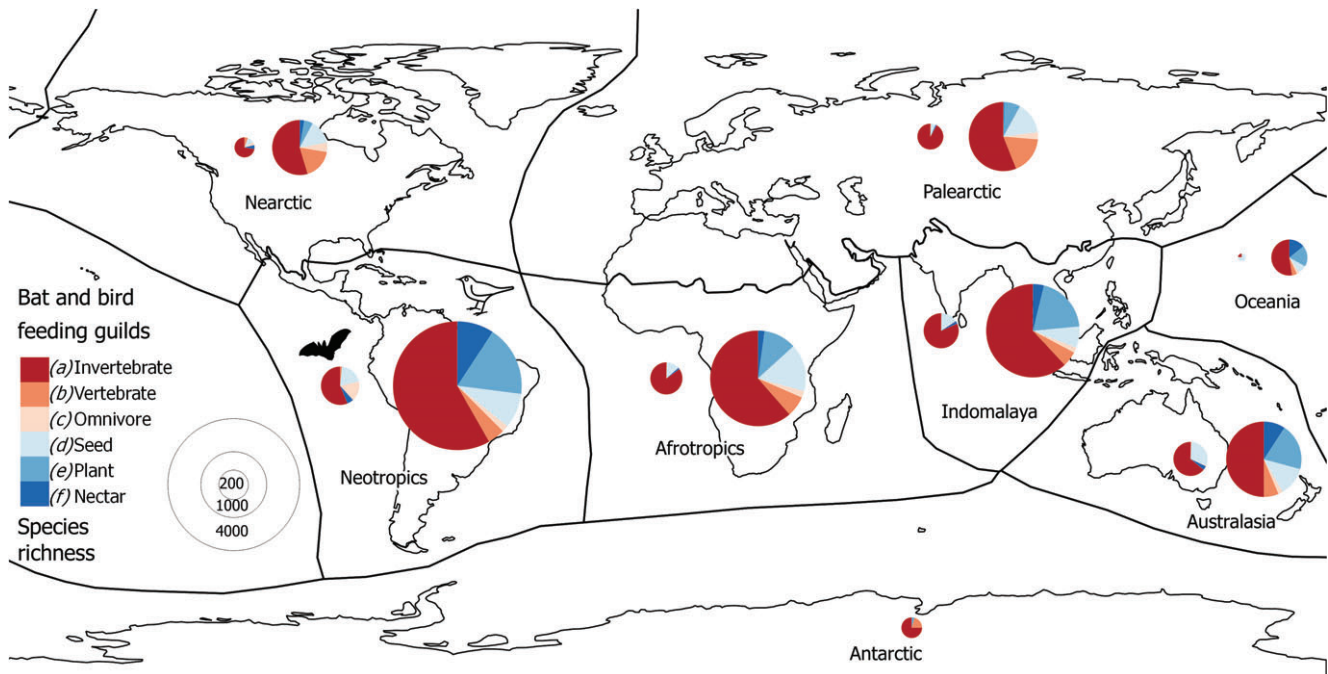 Nearctic
Palearctic
Oceania
Bat and bird
feeding guilds
(a)Invertebrate
(b)Vertebrate
(c)Omnivore
(d)Seed
(e)Plant
(f)Nectar
Species
richness
200
1000
4000
Neotropics
Afrotropics
Indomalaya
Australasia
Antarctic